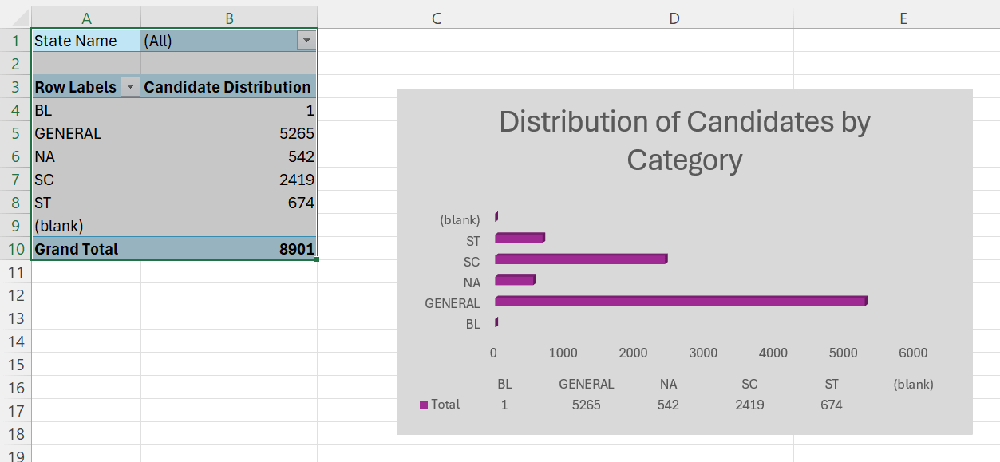 A B C D E
1 State Name (All)
2
3 Row Labels Candidate Distribution
4 BL 1
5 GENERAL 5265
6 NA 542
7 SC 2419
8 ST 674
9 (blank)
10 Grand Total 8901
11
12
13
14
15
16
17
18
19
Distribution of Candidates by
Category
(blank)
ST
SC
NA
GENERAL
BL
0 1000 2000 3000 4000 5000 6000
BL GENERAL NA SC ST (blank)
Total 1 5265 542 2419 674